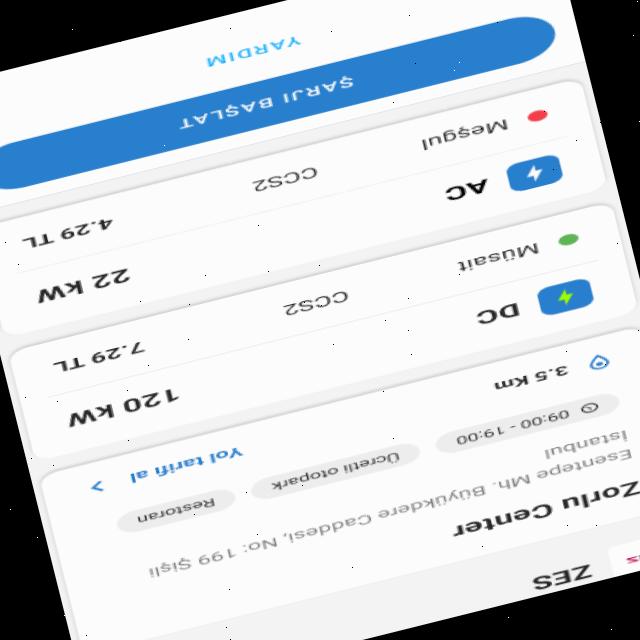 ZES
Zorlu Center
Esentepe Mh. Büyükdere Caddesi, No: 199 Şişli
İstanbul
09:00 - 19:00
Ücretli otopark
Restoran
3.5 Km
Yol tarifi al
DC
120 kW
Müsait
CCS2
7.29 TL
AC
22 kW
Meşgul
CCS2
4.29 TL
ŞARJI BAŞLAT
YARDIM